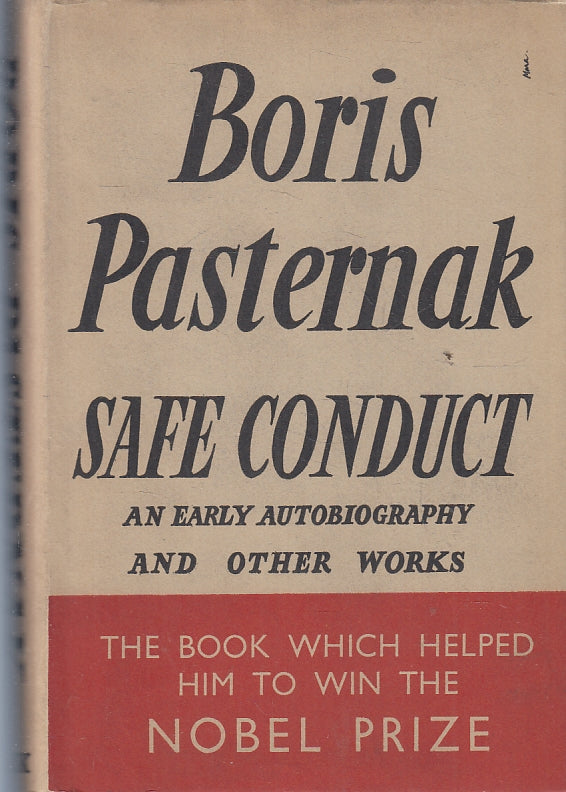 Boris
Pasternak
SAFE CONDUCT
AN EARLY AUTOBIOGRAPHY
AND OTHER WORKS
THE BOOK WHICH HELPED
HIM TO WIN THE
NOBEL PRIZE